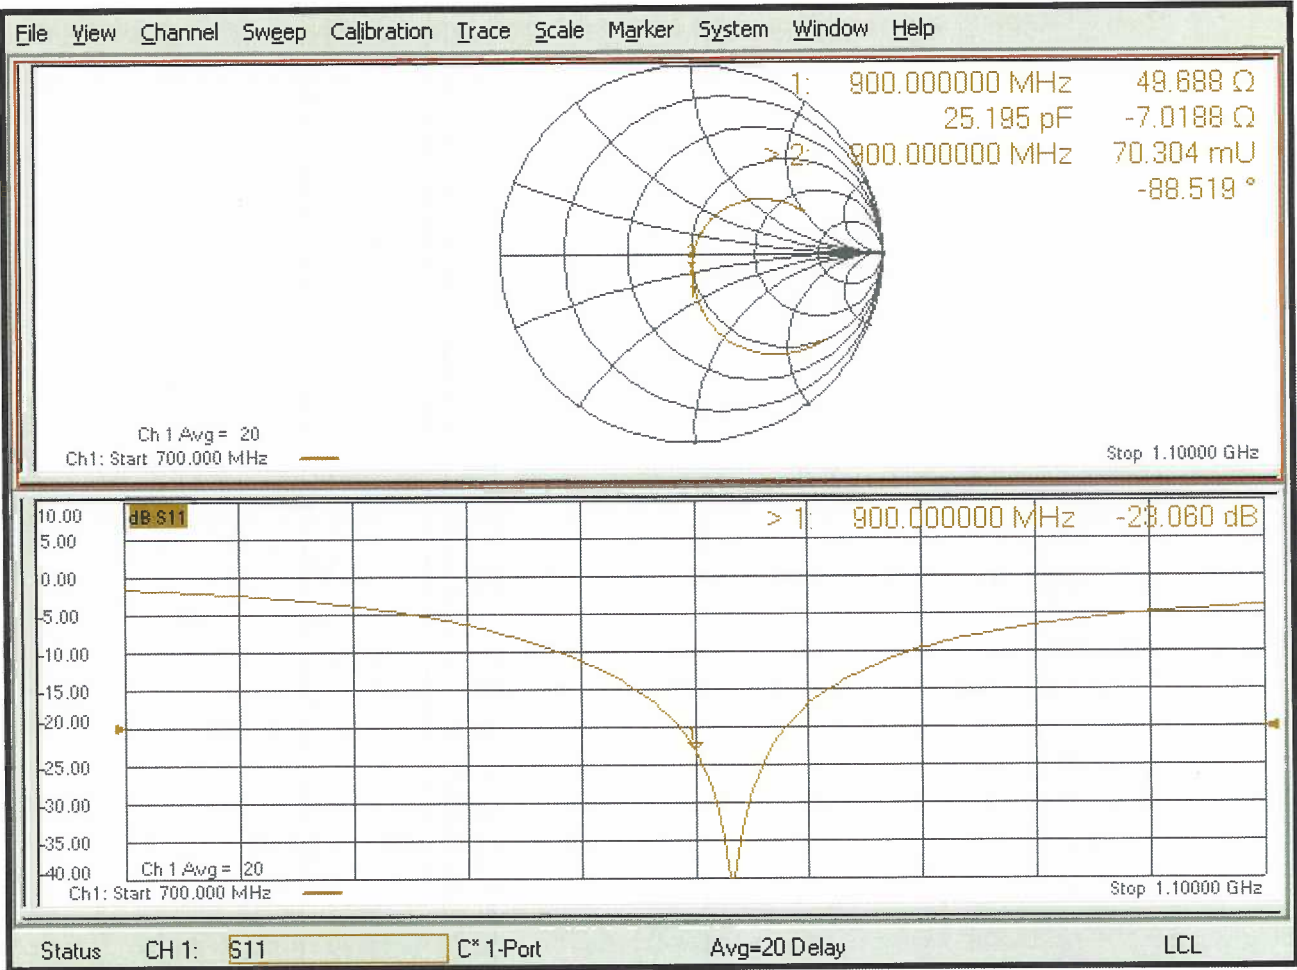 File View Channel Sweep Calibration Trace Scale Marker System Window Help
1: 900.000000 MHz 49.688 Ω
25.195 pF -7.0188 Ω
> 2: 900.000000 MHz 70.304 mU
-88.519 °
Ch 1 Avg = 20
Ch1: Start 700.000 MHz
Stop 1.10000 GHz
dB S11
> 1: 900.000000 MHz -23.060 dB
10.00
5.00
0.00
-5.00
-10.00
-15.00
-20.00
-25.00
-30.00
-35.00
-40.00
1
Ch 1 Avg = 20
Ch1: Start 700.000 MHz
Stop 1.10000 GHz
Status CH 1: S11 C* 1-Port Avg=20 Delay LCL